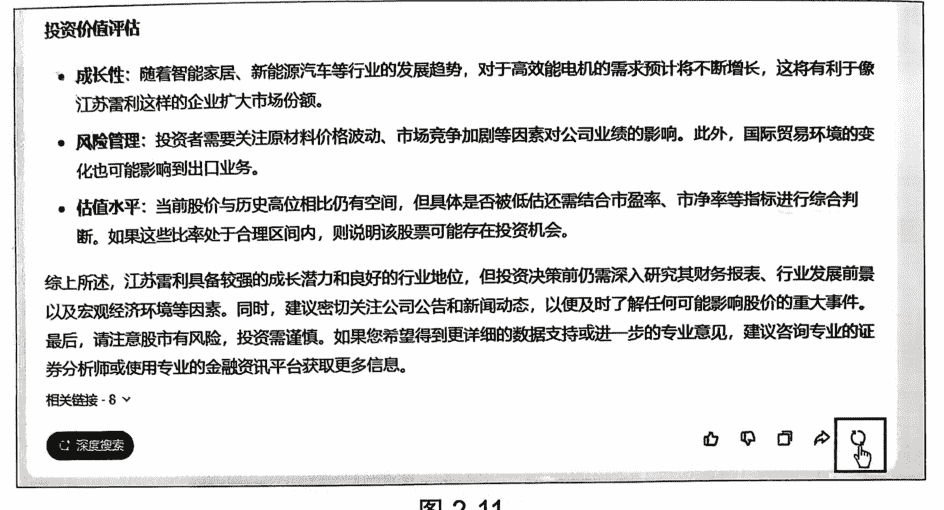 投资价值评估
• 成长性：随着智能家居、新能源汽车等行业的发展趋势，对于高效能电机的需求预计将不断增长，这将有利于像
江苏雷利这样的企业扩大市场份额。
• 风险管理：投资者需要关注原材料价格波动、市场竞争加剧等因素对公司业绩的影响。此外，国际贸易环境的变
化也可能影响到出口业务。
• 估值水平：当前股价与历史高位相比仍有空间，但具体是否被低估还需结合市盈率、市净率等指标进行综合判
断。如果这些比率处于合理区间内，则说明该股票可能存在投资机会。
综上所述，江苏雷利具备较强的成长潜力和良好的行业地位，但投资决策前仍需深入研究其财务报表、行业发展前景
以及宏观经济环境等因素。同时，建议密切关注公司公告和新闻动态，以便及时了解任何可能影响股价的重大事件。
最后，请注意股市有风险，投资需谨慎。如果您希望得到更详细的数据支持或进一步的专业意见，建议咨询专业的证
券分析师或使用专业的金融资讯平台获取更多信息。
相关链接 - 8
深度搜索
图 2-11